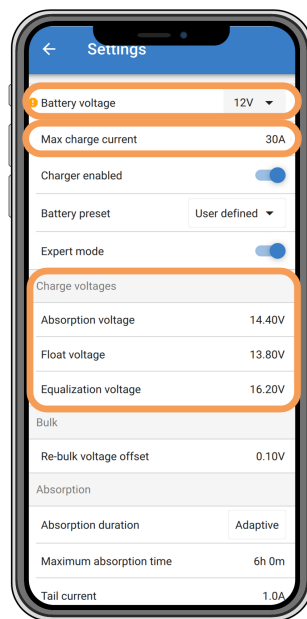 Settings
Battery voltage 12V
Max charge current 30A
Charger enabled
Battery preset User defined
Expert mode
Charge voltages
Absorption voltage 14.40V
Float voltage 13.80V
Equalization voltage 16.20V
Bulk
Re-bulk voltage offset 0.10V
Absorption
Absorption duration Adaptive
Maximum absorption time 6h 0m
Tail current 1.0A